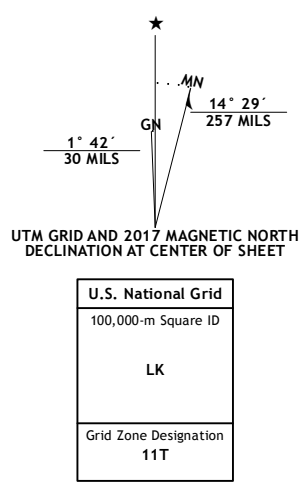 ★
MN
GN
14° 29´
257 MILS
1° 42´
30 MILS
UTM GRID AND 2017 MAGNETIC NORTH
DECLINATION AT CENTER OF SHEET
U.S. National Grid
100,000-m Square ID
LK
Grid Zone Designation
11T